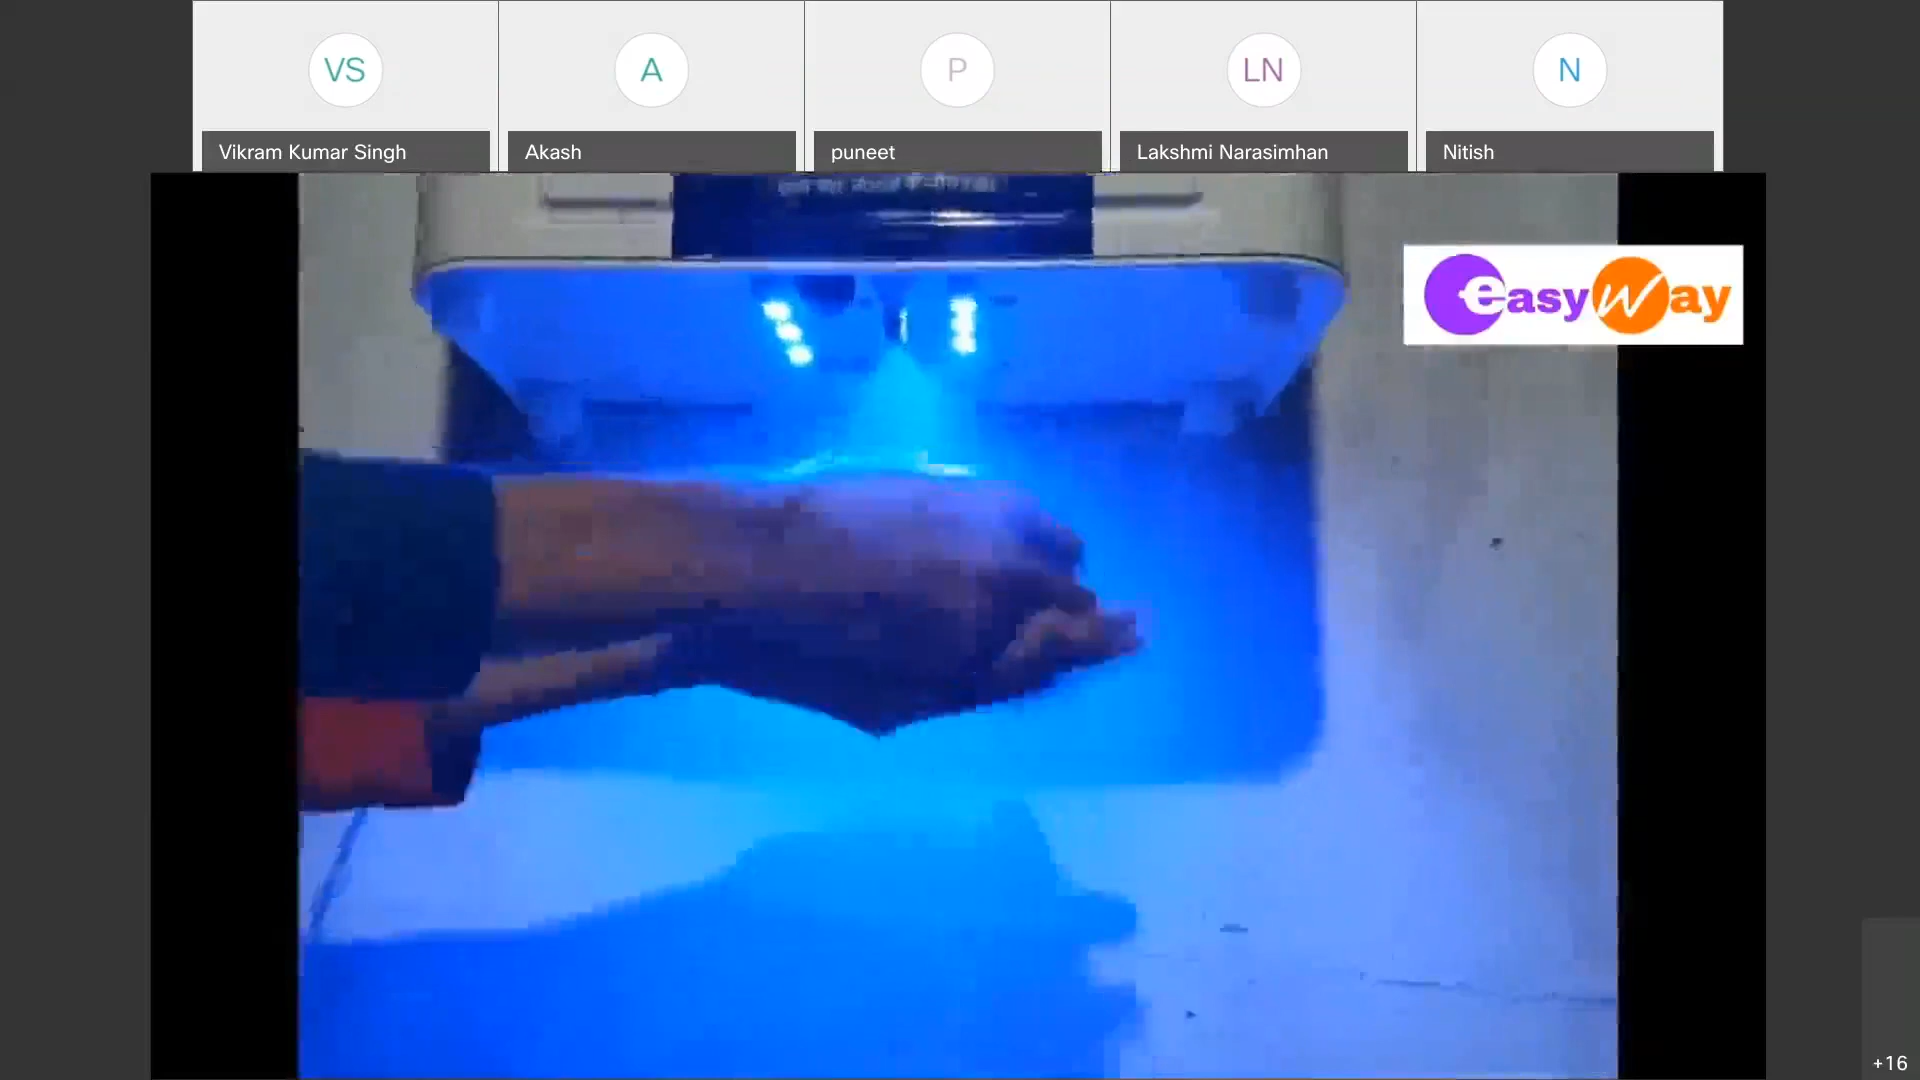 VS
A
P
LN
N
Vikram Kumar Singh
Akash
puneet
Lakshmi Narasimhan
Nitish
easyway
+16